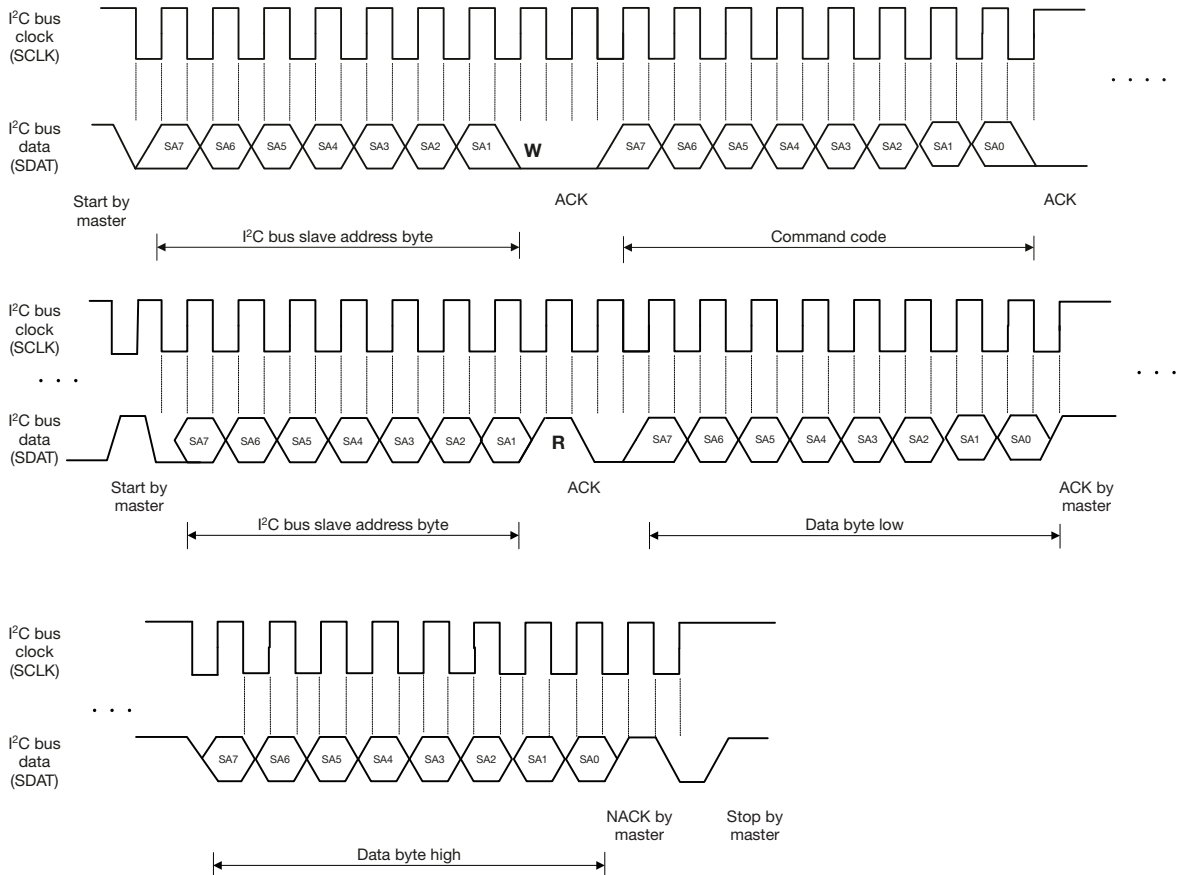 I²C bus
clock
(SCLK)
. . . .
I²C bus
data
(SDAT)
SA7 SA6 SA5 SA4 SA3 SA2 SA1 W SA7 SA6 SA5 SA4 SA3 SA2 SA1 SA0
Start by
master
ACK
ACK
I²C bus slave address byte
Command code
I²C bus
clock
(SCLK)
. . .
. . .
I²C bus
data
(SDAT)
SA7 SA6 SA5 SA4 SA3 SA2 SA1 R SA7 SA6 SA5 SA4 SA3 SA2 SA1 SA0
Start by
master
ACK
ACK by
master
I²C bus slave address byte
Data byte low
I²C bus
clock
(SCLK)
. . .
I²C bus
data
(SDAT)
SA7 SA6 SA5 SA4 SA3 SA2 SA1 SA0
NACK by
master
Stop by
master
Data byte high